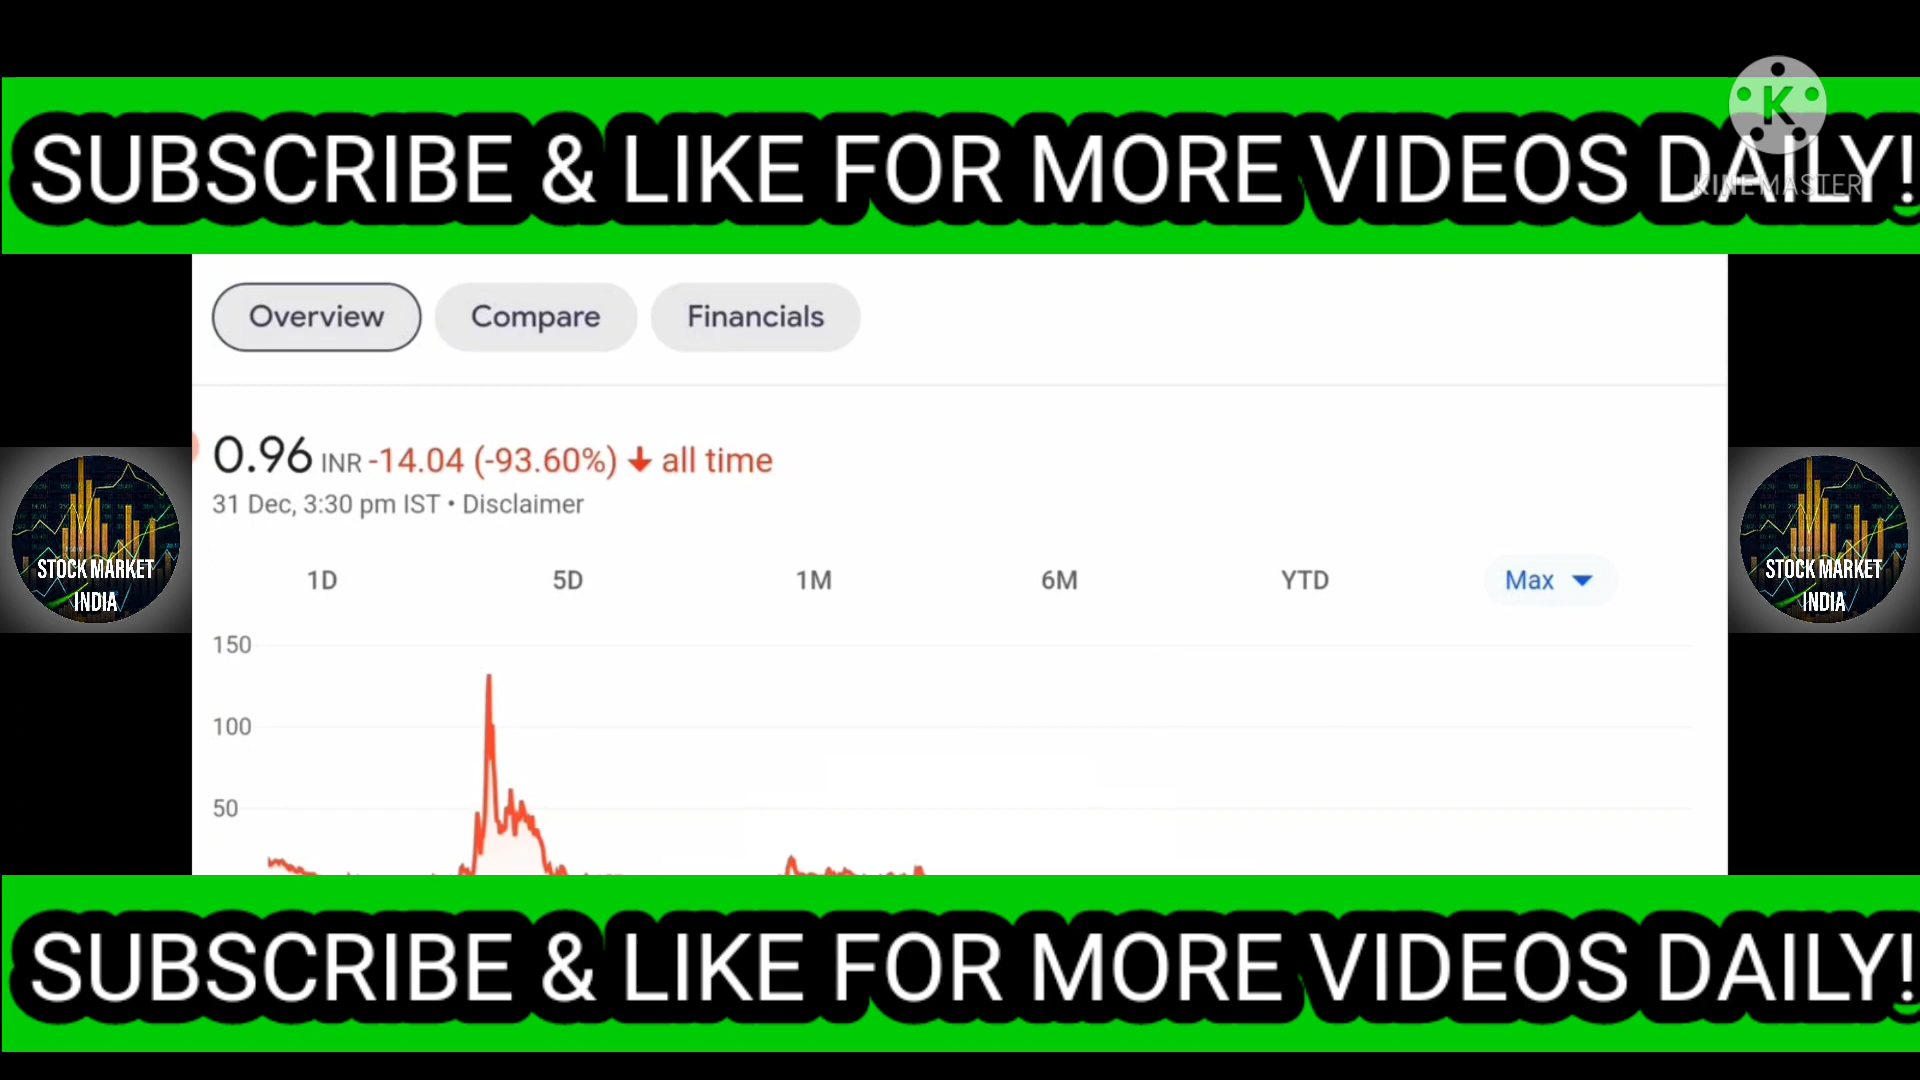 SUBSCRIBE & LIKE FOR MORE VIDEOS DAILY!
K
KINEMASTER
Overview Compare Financials
0.96 INR -14.04 (-93.60%) ↓ all time
31 Dec, 3:30 pm IST • Disclaimer
STOCK MARKET
INDIA
STOCK MARKET
INDIA
1D 5D 1M 6M YTD Max
150
100
50
SUBSCRIBE & LIKE FOR MORE VIDEOS DAILY!